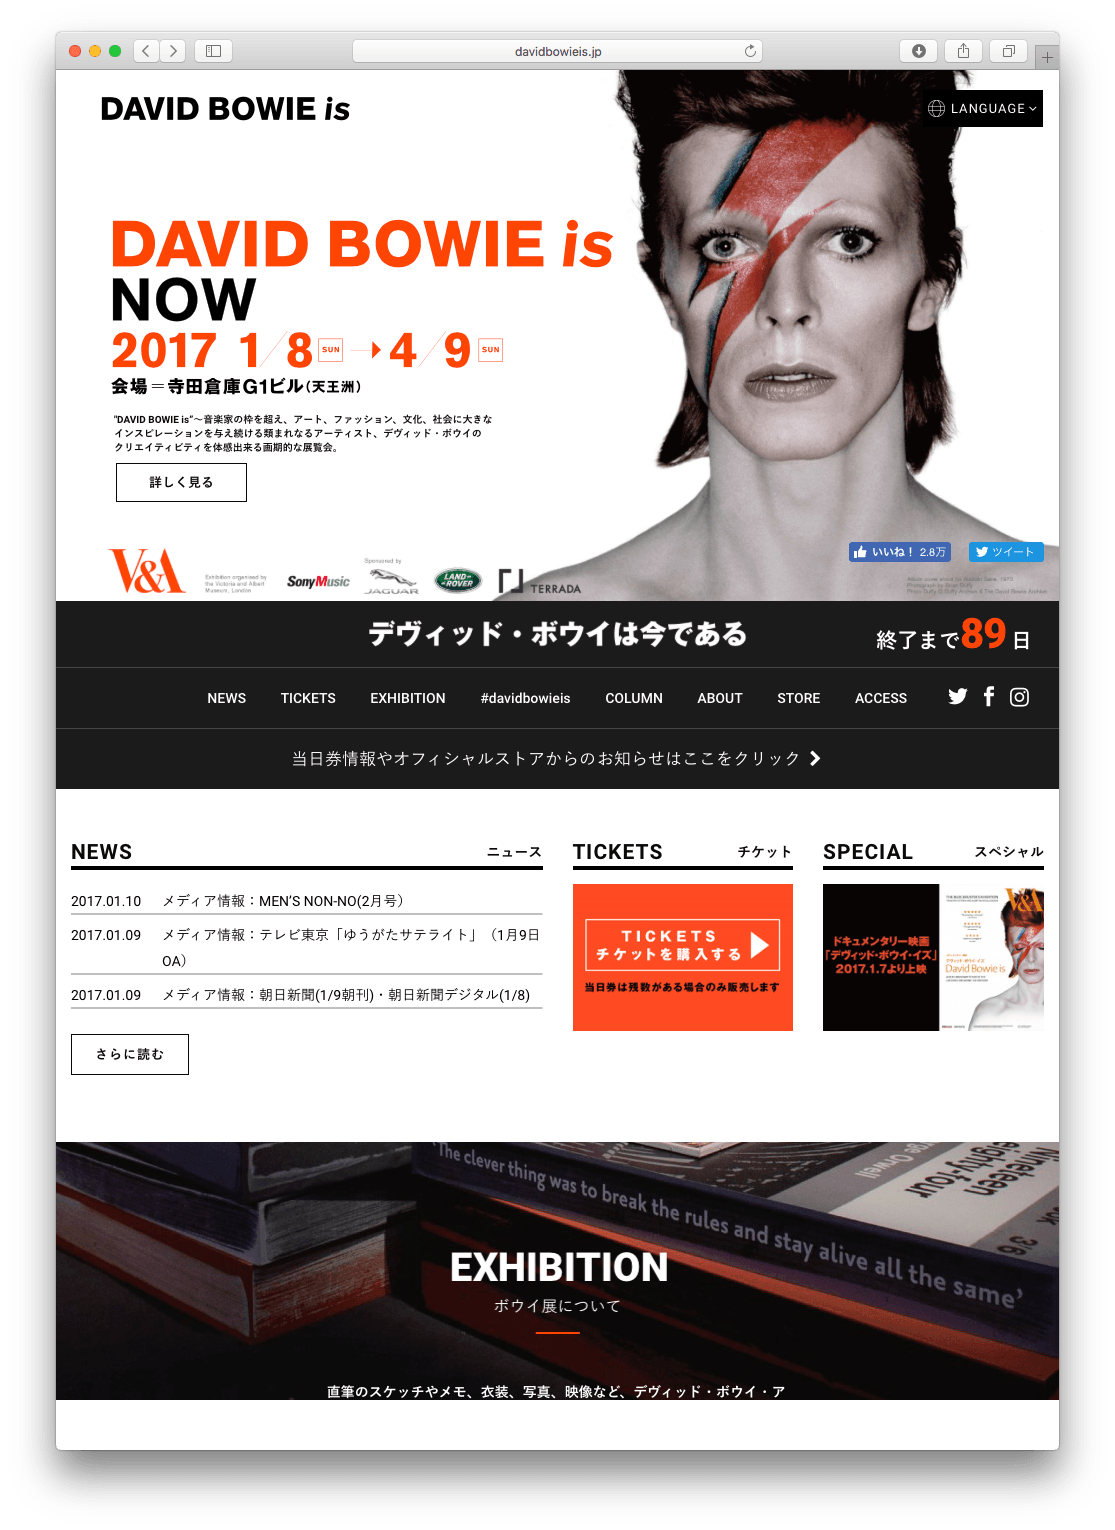 davidbowieis.jp
DAVID BOWIE is
LANGUAGE
DAVID BOWIE is
NOW
2017 1/8 SUN → 4/9 SUN
会場＝寺田倉庫G1ビル(天王洲)
"DAVID BOWIE is"〜音楽家の枠を超え、アート、ファッション、文化、社会に大きな
インスピレーションを与え続ける類まれなるアーティスト、デヴィッド・ボウイの
クリエイティビティを体感出来る画期的な展覧会。
詳しく見る
いいね！ 2.8万
ツイート
V&A
Exhibition organised by
the Victoria and Albert
Museum, London
SonyMusic
Sponsored by
JAGUAR
LAND ROVER
TERRADA
デヴィッド・ボウイは今である
終了まで89日
NEWS TICKETS EXHIBITION #davidbowieis COLUMN ABOUT STORE ACCESS
当日券情報やオフィシャルストアからのお知らせはここをクリック
NEWS ニュース
2017.01.10 メディア情報：MEN’S NON-NO(2月号）
2017.01.09 メディア情報：テレビ東京「ゆうがたサテライト」（1月9日
OA）
2017.01.09 メディア情報：朝日新聞(1/9朝刊)・朝日新聞デジタル(1/8)
さらに読む
TICKETS チケット
TICKETS
チケットを購入する
当日券は残数がある場合のみ販売します
SPECIAL スペシャル
ドキュメンタリー映画
「デヴィッド・ボウイ・イズ」
2017.1.7より上映
V&A
David Bowie is
'The clever thing was to break the rules and stay alive all the same'
Orwell
Nineteen
eighty-four
3/6
EXHIBITION
ボウイ展について
直筆のスケッチやメモ、衣装、写真、映像など、デヴィッド・ボウイ・ア